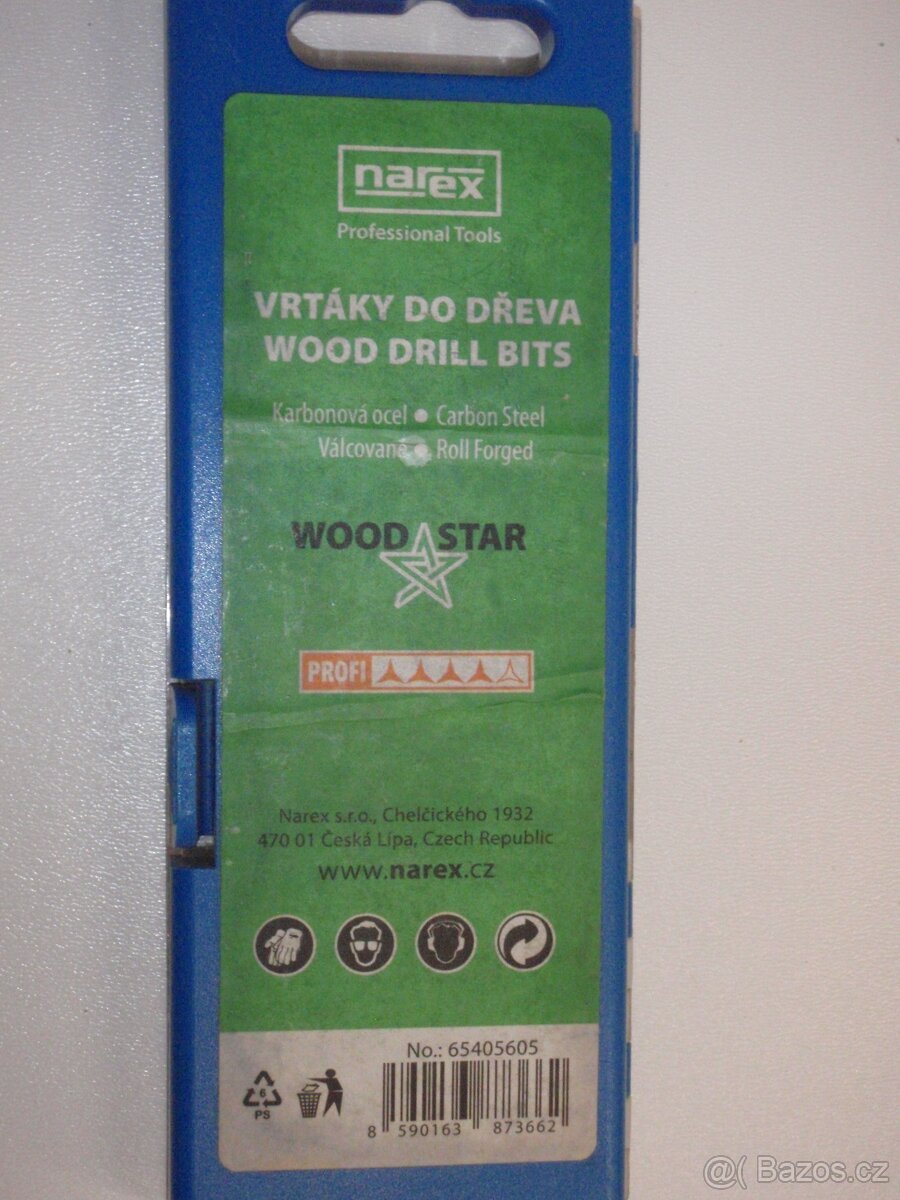 narex
Professional Tools
VRTÁKY DO DŘEVA
WOOD DRILL BITS
Karbonová ocel ● Carbon Steel
Válcované ● Roll Forged
WOOD STAR
PROFI
Narex s.r.o., Chelčického 1932
470 01 Česká Lípa, Czech Republic
www.narex.cz
No.: 65405605
6
PS
8 590163 873662
@( Bazos.cz